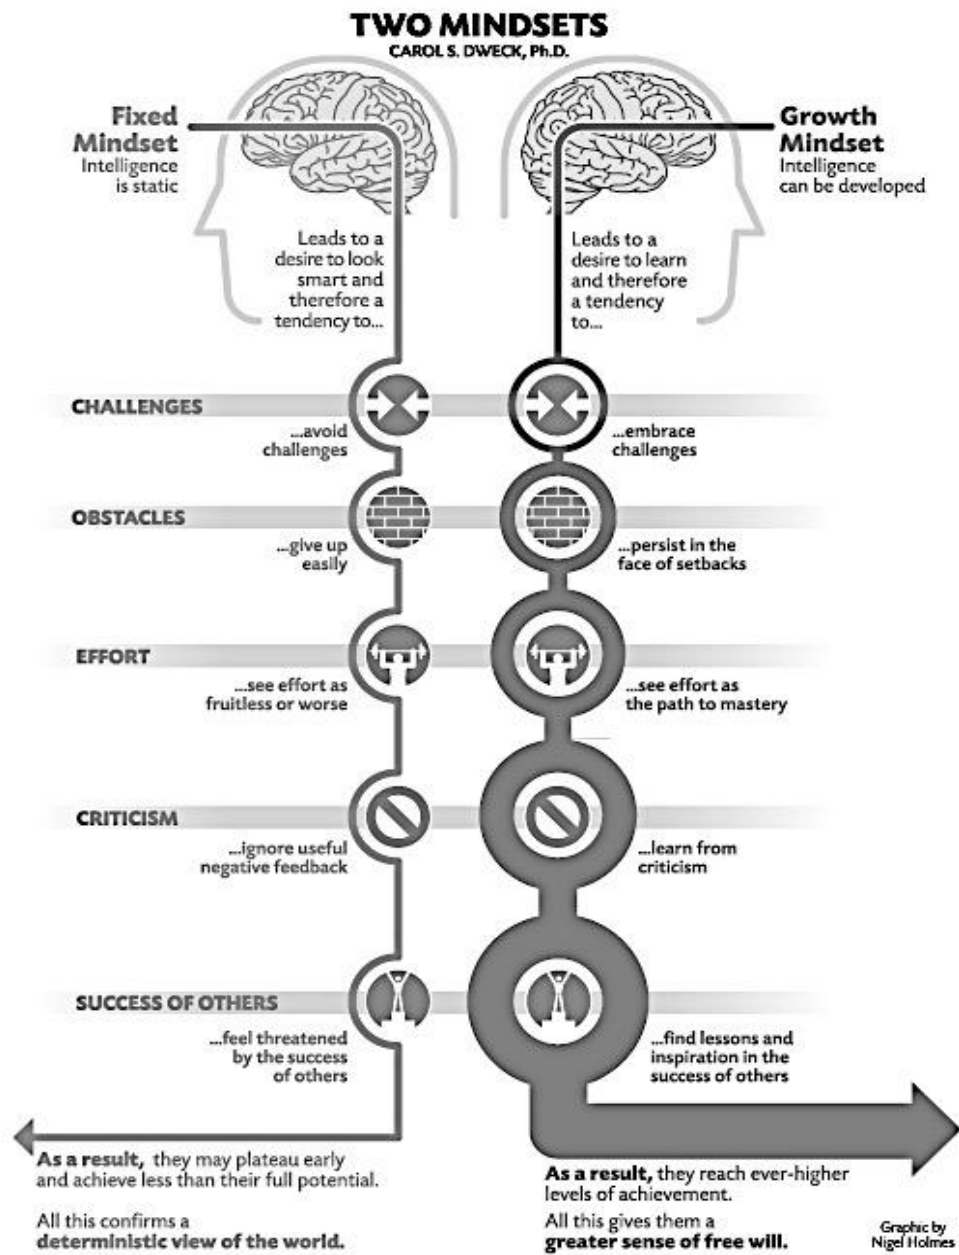 TWO MINDSETS
CAROL S. DWECK, Ph.D.
Fixed
Mindset
Intelligence
is static
Growth
Mindset
Intelligence
can be developed
Leads to a
desire to look
smart and
therefore a
tendency to...
Leads to a
desire to learn
and therefore
a tendency
to...
CHALLENGES
...avoid
challenges
...embrace
challenges
OBSTACLES
...give up
easily
...persist in the
face of setbacks
EFFORT
...see effort as
fruitless or worse
...see effort as
the path to mastery
CRITICISM
...ignore useful
negative feedback
...learn from
criticism
SUCCESS OF OTHERS
...feel threatened
by the success
of others
...find lessons and
inspiration in the
success of others
As a result, they may plateau early
and achieve less than their full potential.
All this confirms a
deterministic view of the world.
As a result, they reach ever-higher
levels of achievement.
All this gives them a
greater sense of free will.
Graphic by
Nigel Holmes